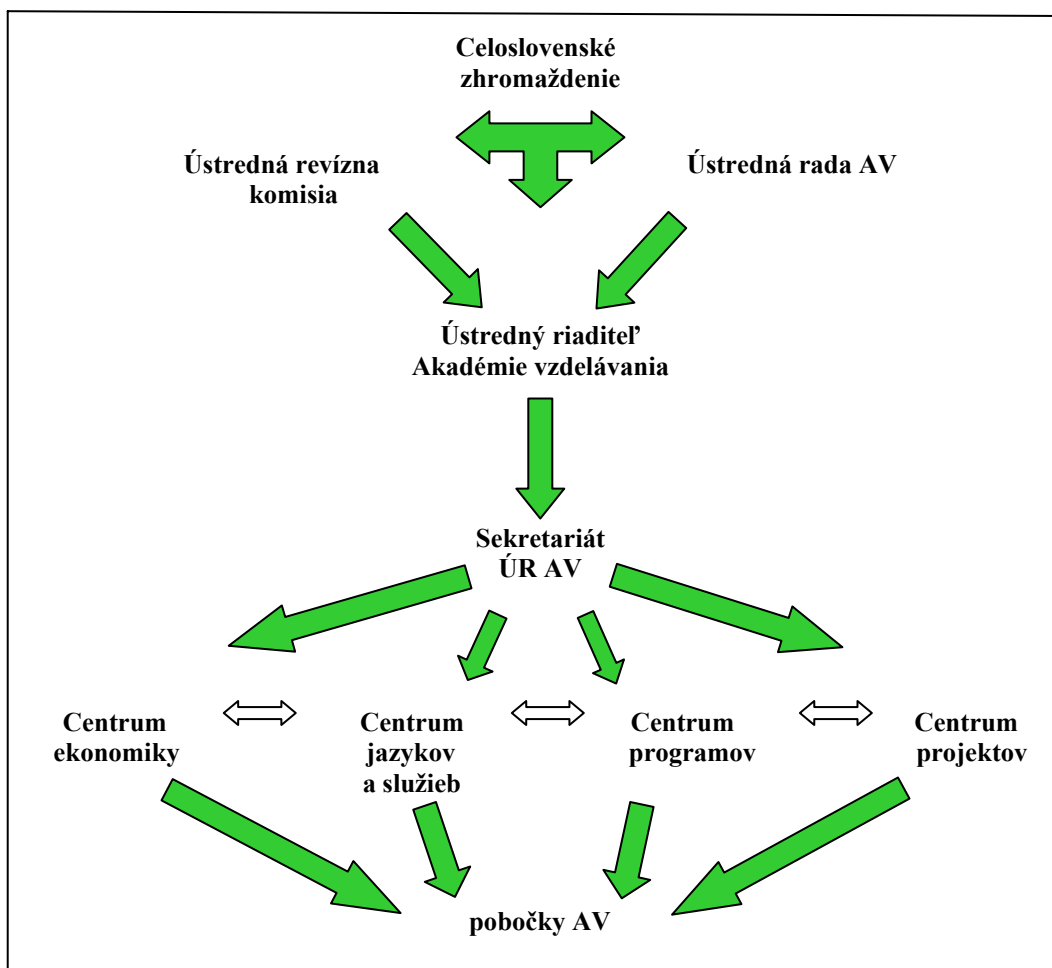 Celoslovenské
zhromaždenie
Ústredná revízna
komisia
Ústredná rada AV
Ústredný riaditeľ
Akadémie vzdelávania
Sekretariát
ÚR AV
Centrum
ekonomiky
Centrum
jazykov
a služieb
Centrum
programov
Centrum
projektov
pobočky AV